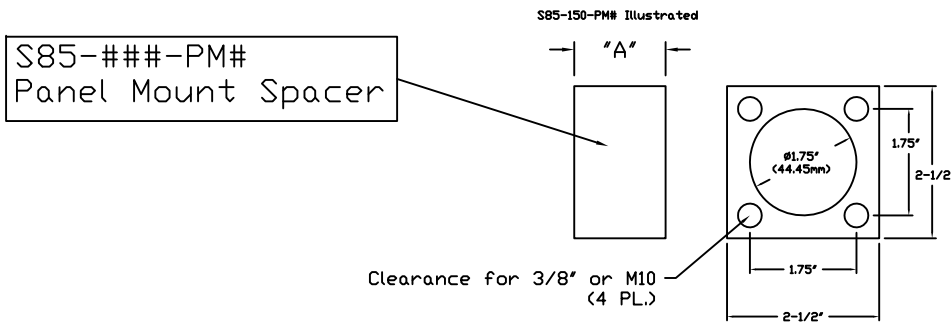 S85-150-PM# Illustrated
"A"
S85-###-PM#
Panel Mount Spacer
1.75"
ø1.75"
(44.45mm)
2-1/2
1.75"
Clearance for 3/8" or M10
(4 PL.)
2-1/2"